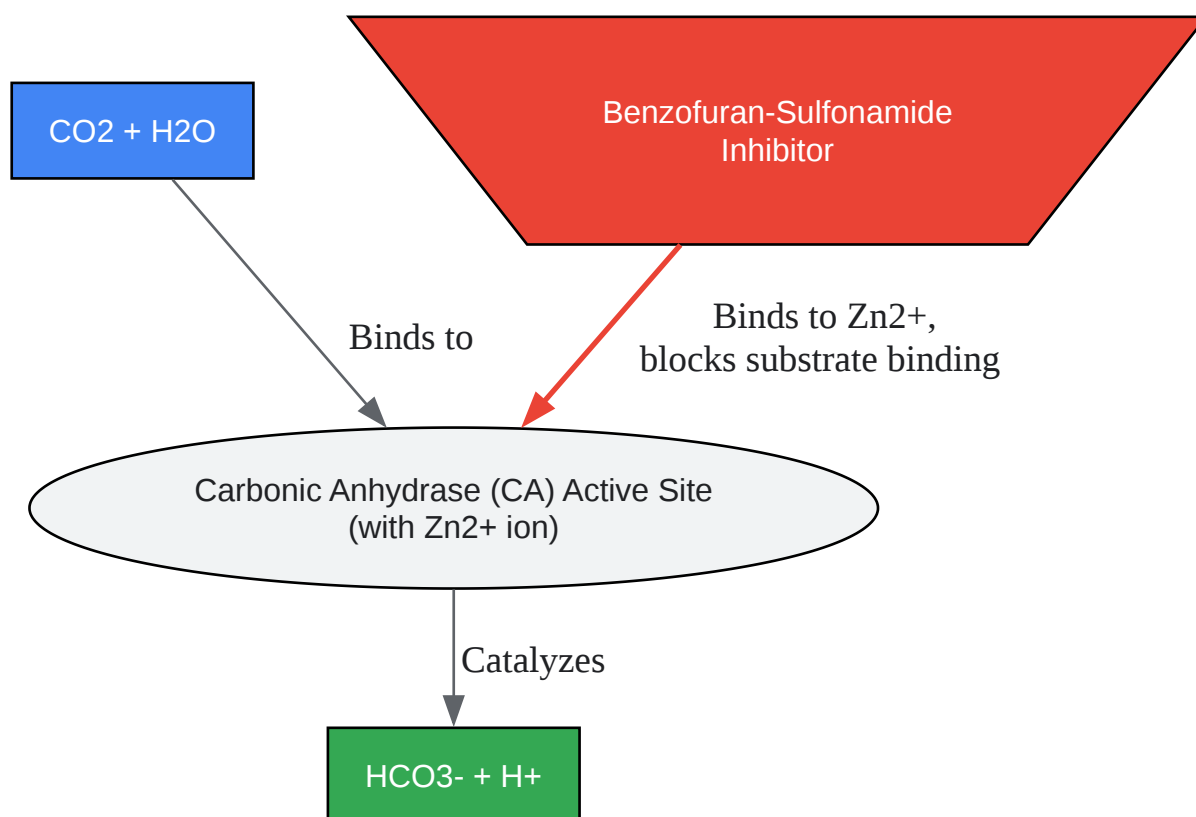 CO2 + H2O
Benzofuran-Sulfonamide
Inhibitor
Binds to
Binds to Zn2+,
blocks substrate binding
Carbonic Anhydrase (CA) Active Site
(with Zn2+ ion)
Catalyzes
HCO3- + H+